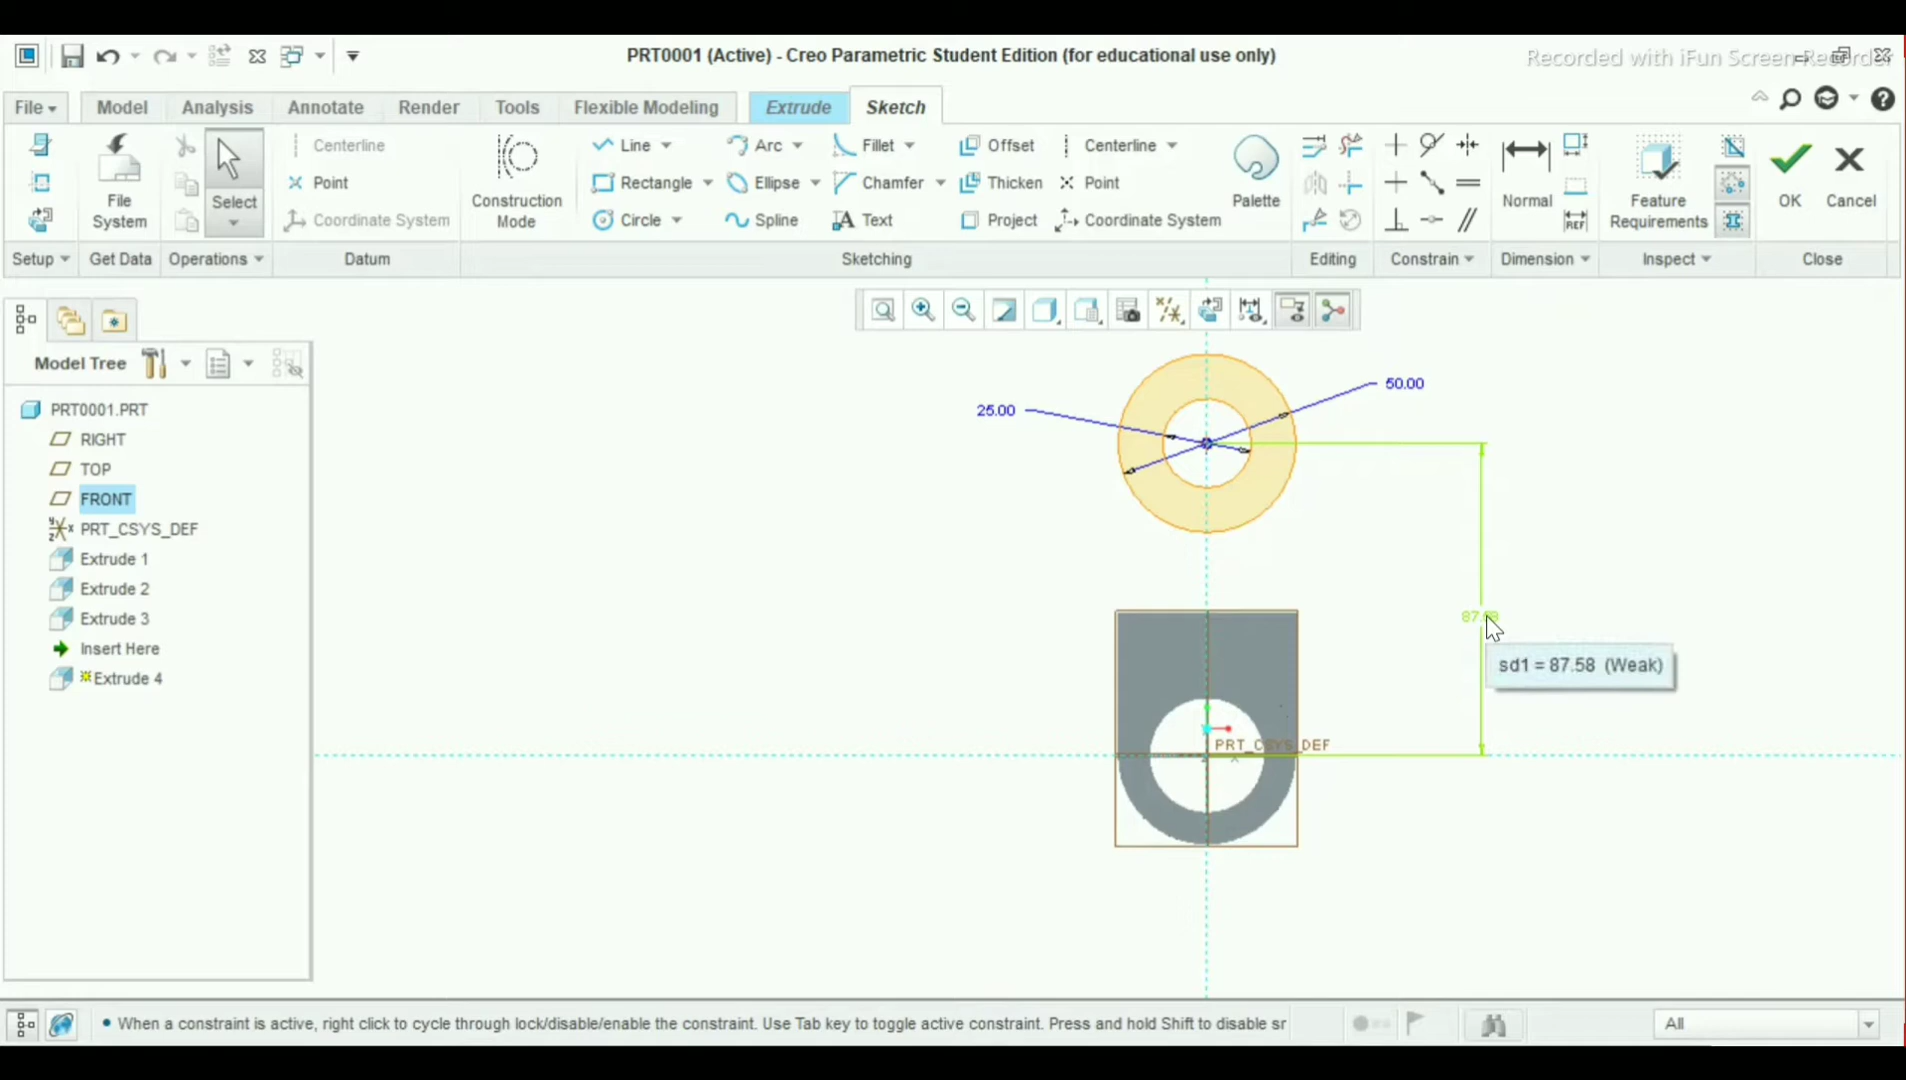 PRT0001 (Active) - Creo Parametric Student Edition (for educational use only)
Recorded with iFun Screen Recorder
File Model Analysis Annotate Render Tools Flexible Modeling Extrude Sketch
Centerline
Point
Coordinate System
File System
Select
Construction Mode
Line Arc Fillet Offset Centerline
Rectangle Ellipse Chamfer Thicken Point
Circle Spline Text Project Coordinate System
Palette
Normal
REF
Feature Requirements
OK
Cancel
Setup Get Data Operations Datum Sketching Editing Constrain Dimension Inspect Close
Model Tree
PRT0001.PRT
RIGHT
TOP
FRONT
PRT_CSYS_DEF
Extrude 1
Extrude 2
Extrude 3
Insert Here
Extrude 4
50.00
25.00
sd1 = 87.58 (Weak)
PRT_CSYS_DEF
• When a constraint is active, right click to cycle through lock/disable/enable the constraint. Use Tab key to toggle active constraint. Press and hold Shift to disable sr
All